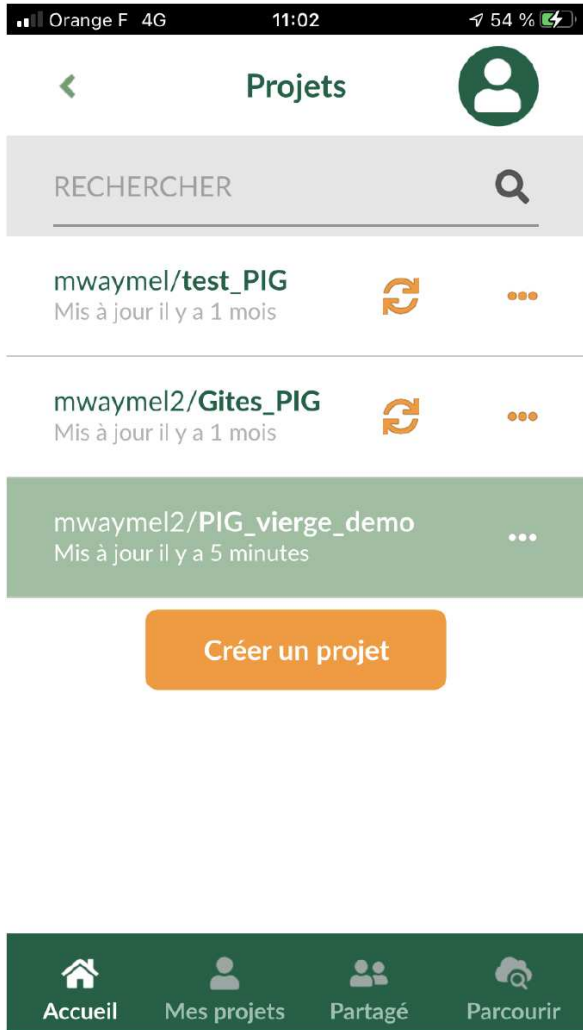 Orange F 4G 11:02 54 %
Projets
RECHERCHER
mwaymel/test_PIG
Mis à jour il y a 1 mois
mwaymel2/Gites_PIG
Mis à jour il y a 1 mois
mwaymel2/PIG_vierge_demo
Mis à jour il y a 5 minutes
Créer un projet
Accueil Mes projets Partagé Parcourir